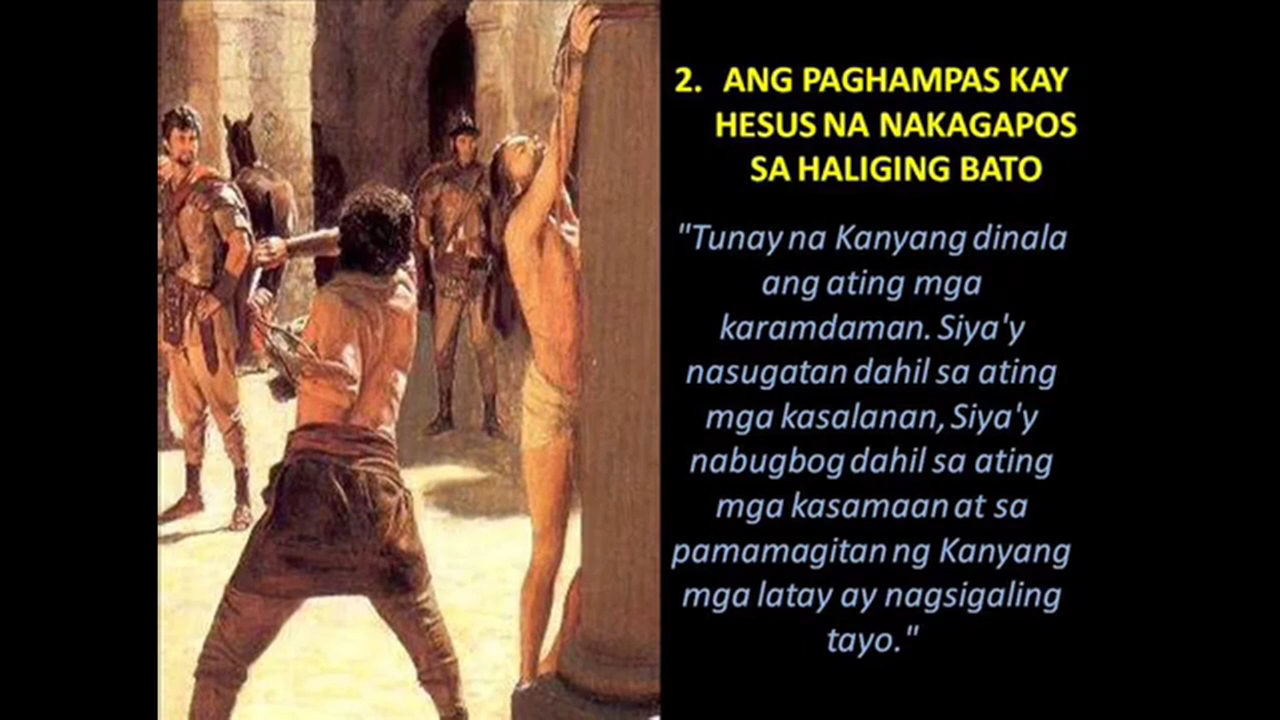 2. ANG PAGHAMPAS KAY
HESUS NA NAKAGAPOS
SA HALIGING BATO
"Tunay na Kanyang dinala
ang ating mga
karamdaman. Siya'y
nasugatan dahil sa ating
mga kasalanan, Siya'y
nabugbog dahil sa ating
mga kasamaan at sa
pamamagitan ng Kanyang
mga latay ay nagsigaling
tayo."